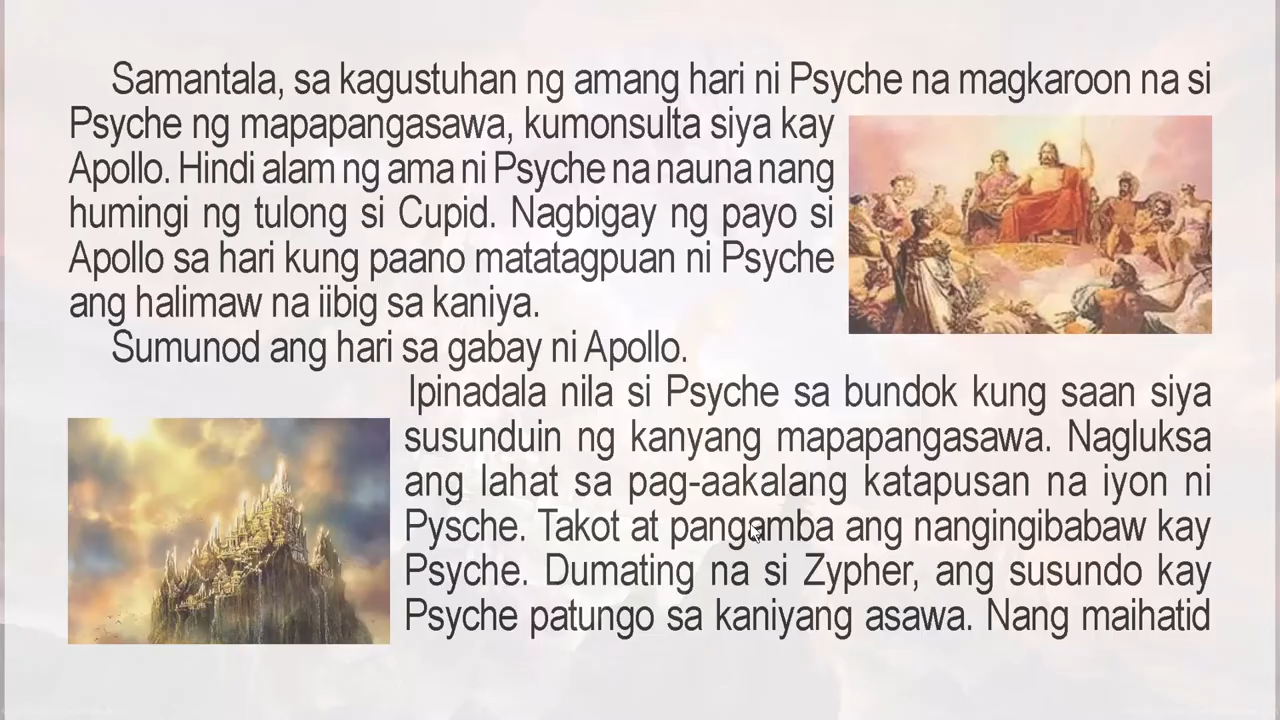 Samantala, sa kagustuhan ng amang hari ni Psyche na magkaroon na si
Psyche ng mapapangasawa, kumonsulta siya kay
Apollo. Hindi alam ng ama ni Psyche na nauna nang
humingi ng tulong si Cupid. Nagbigay ng payo si
Apollo sa hari kung paano matatagpuan ni Psyche
ang halimaw na iibig sa kaniya.
Sumunod ang hari sa gabay ni Apollo.
Ipinadala nila si Psyche sa bundok kung saan siya
susunduin ng kanyang mapapangasawa. Nagluksa
ang lahat sa pag-aakalang katapusan na iyon ni
Pysche. Takot at pangamba ang nangingibabaw kay
Psyche. Dumating na si Zypher, ang susundo kay
Psyche patungo sa kaniyang asawa. Nang maihatid